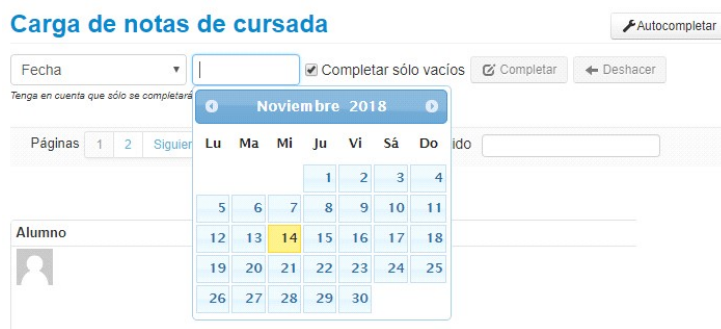 Carga de notas de cursada
Autocompletar
Fecha Completar sólo vacíos Completar Deshacer
Tenga en cuenta que sólo se completará
Noviembre 2018
Páginas 1 2 Siguier ido
Lu Ma Mi Ju Vi Sá Do
1 2 3 4
5 6 7 8 9 10 11
Alumno
12 13 14 15 16 17 18
19 20 21 22 23 24 25
26 27 28 29 30